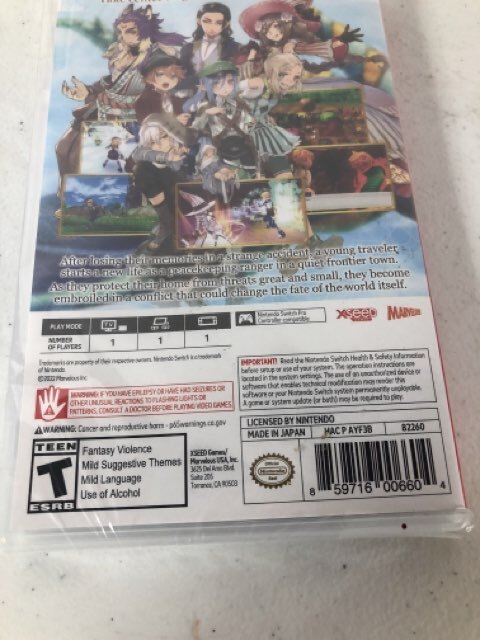 After losing their memories in a strange accident, a young traveler
starts a new life as a peacekeeping ranger in a quiet frontier town.
As they protect their home from threats great and small, they become
embroiled in a conflict that could change the fate of the world itself.
PLAY MODE
NUMBER OF PLAYERS
1 1 1
Nintendo Switch Pro
Controller compatible
XSEED
MARVELOUS
Trademarks are property of their respective owners. Nintendo Switch is a trademark
of Nintendo.
©2022 Marvelous Inc.
WARNING: IF YOU HAVE EPILEPSY OR HAVE HAD SEIZURES OR
OTHER UNUSUAL REACTIONS TO FLASHING LIGHTS OR
PATTERNS, CONSULT A DOCTOR BEFORE PLAYING VIDEO GAMES.
WARNING: Cancer and reproductive harm - p65warnings.ca.gov
IMPORTANT! Read the Nintendo Switch Health & Safety Information
before setup or use of your system. The operation instructions are
located in the system settings. The use of an unauthorized device or
software that enables technical modification may render this
software or your Nintendo Switch system permanently unplayable.
A game or system update (or both) may be required to play.
LICENSED BY NINTENDO
MADE IN JAPAN HAC P AYF3B 82260
TEEN
T
ESRB
Fantasy Violence
Mild Suggestive Themes
Mild Language
Use of Alcohol
XSEED Games/
Marvelous USA, Inc.
3625 Del Amo Blvd.
Suite 205
Torrance, CA 90503
Official
Nintendo
Seal
8 59716 00660 4